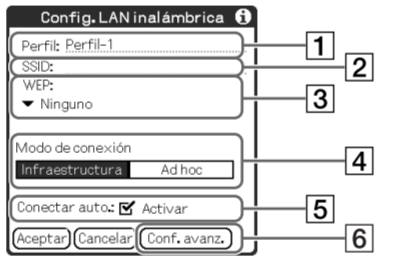 Config. LAN inalámbrica
Perfil: Perfil-1
1
SSID:
2
WEP:
Ninguno
3
Modo de conexión
Infraestructura Ad hoc
4
Conectar auto.: Activar
5
Aceptar Cancelar Conf. avanz.
6